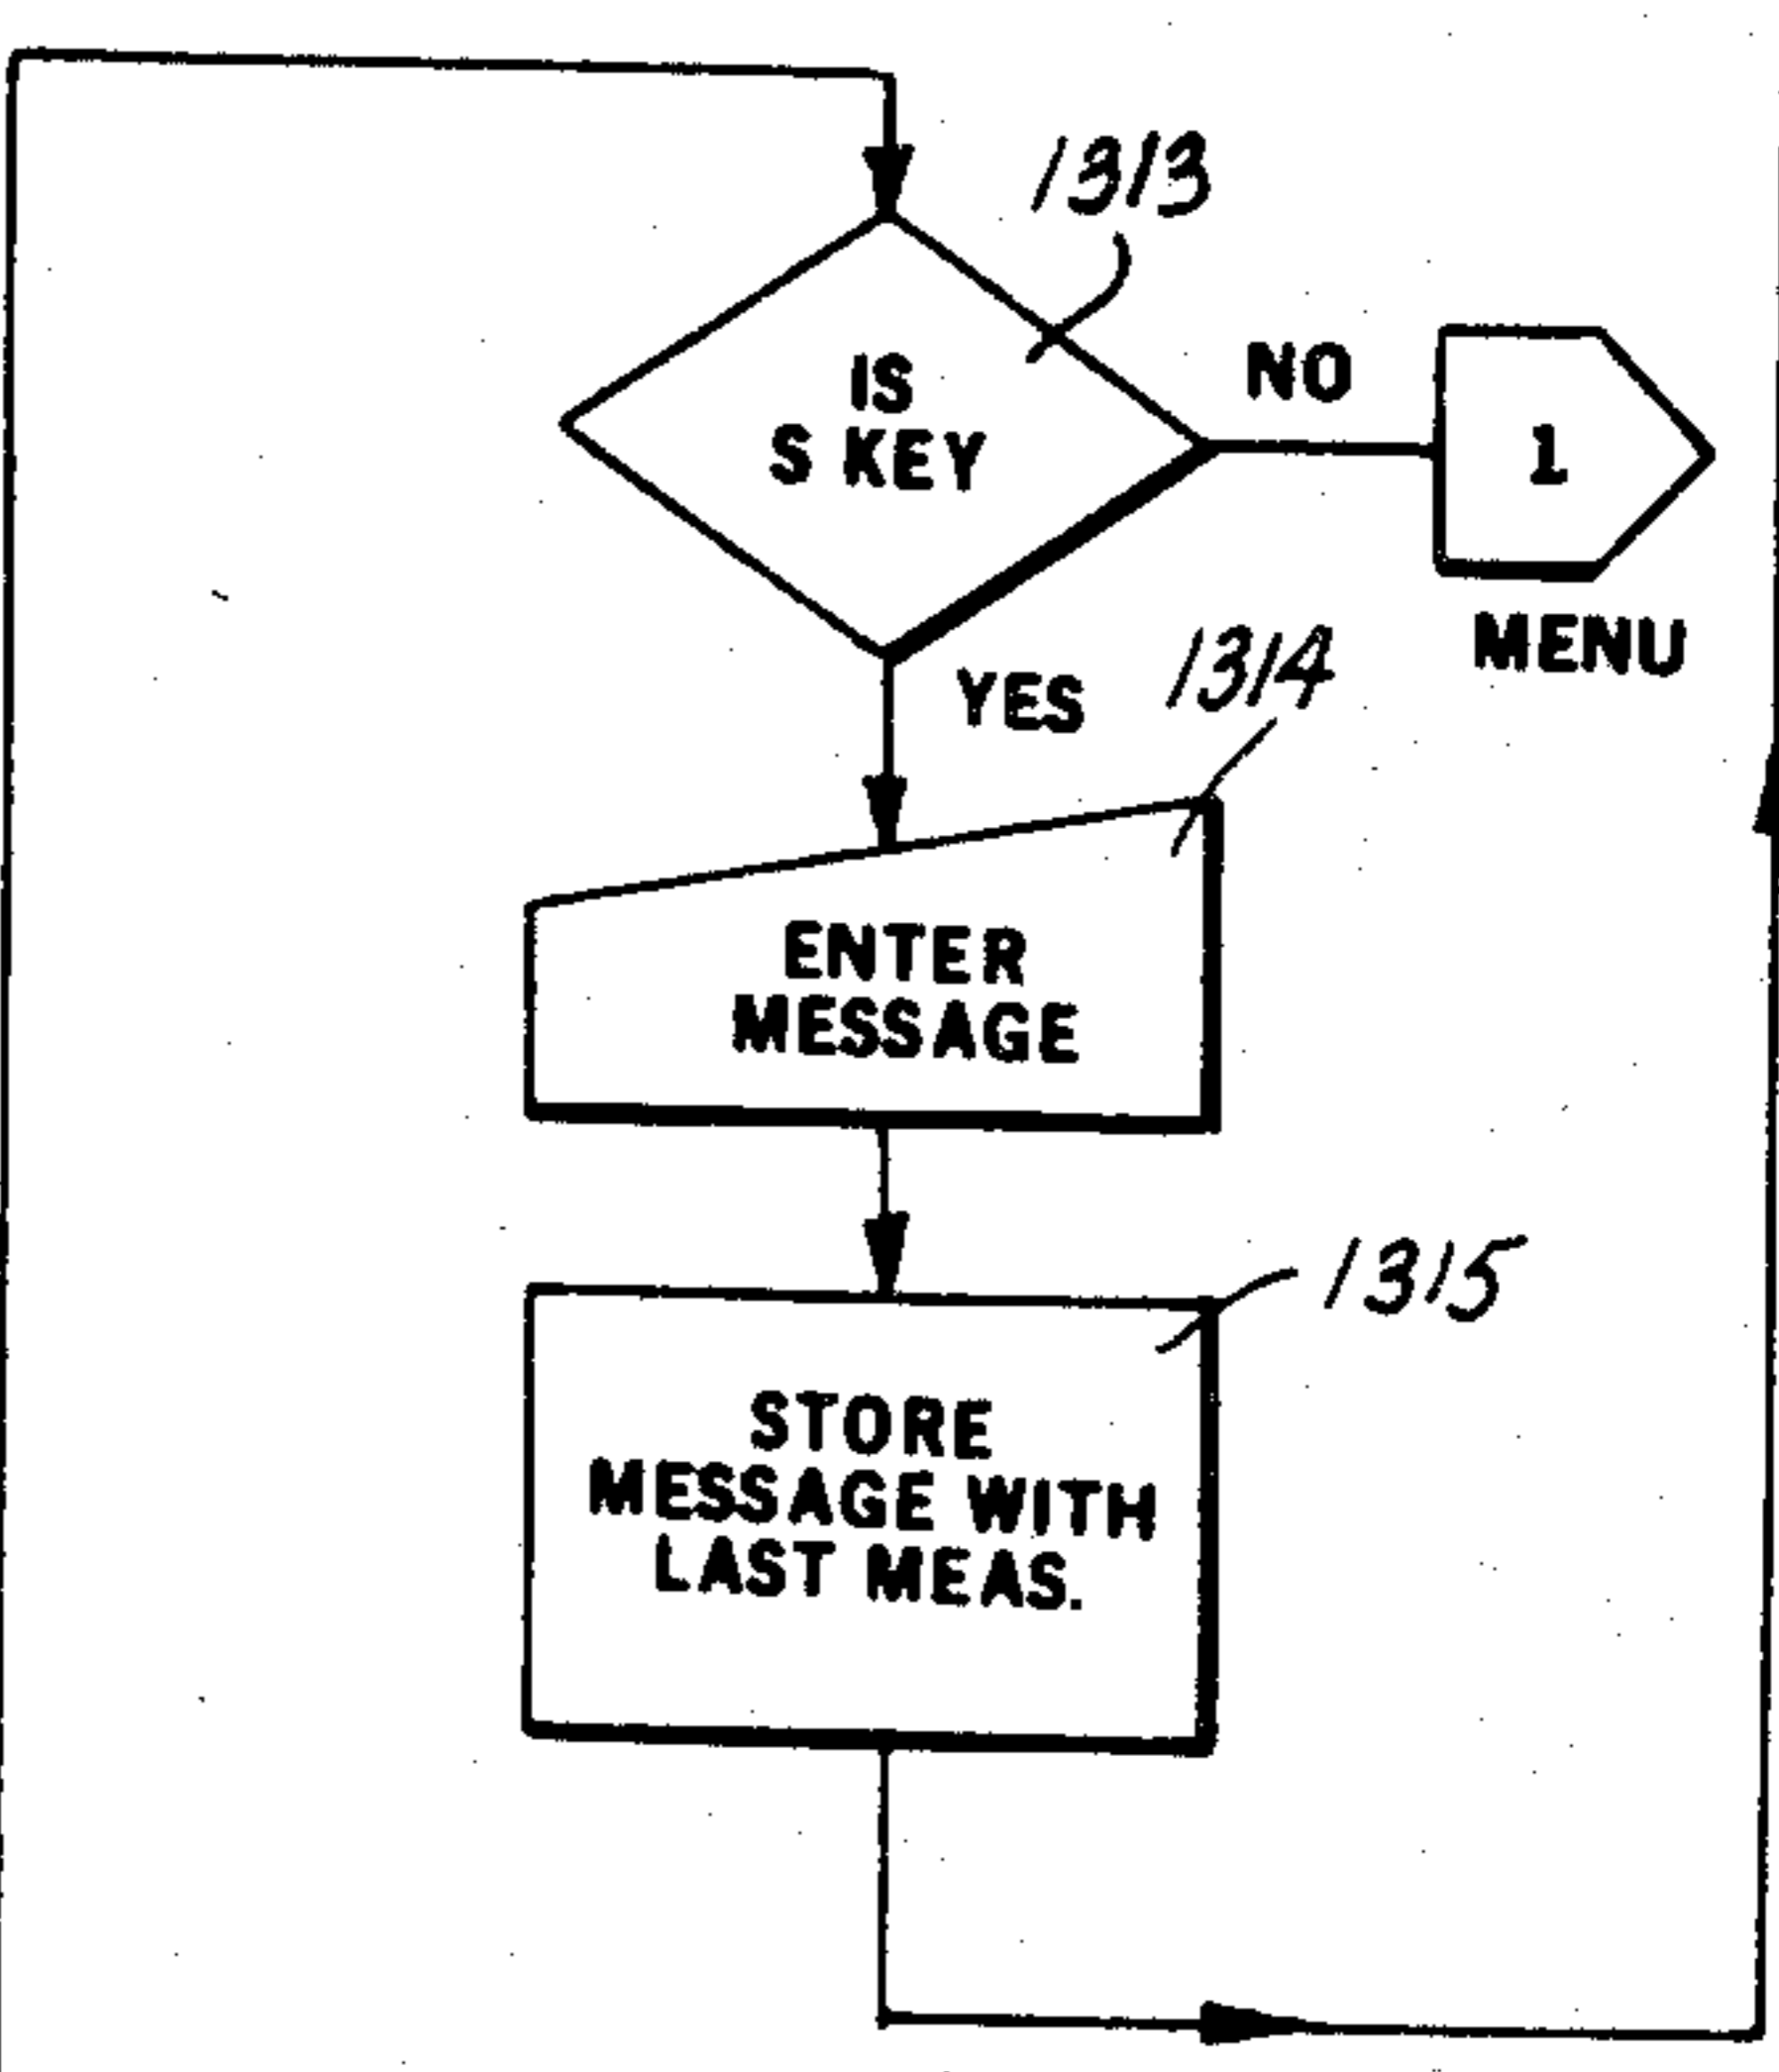 1313
IS
S KEY
NO
1
MENU
YES
1314
ENTER
MESSAGE
1315
STORE
MESSAGE WITH
LAST MEAS.